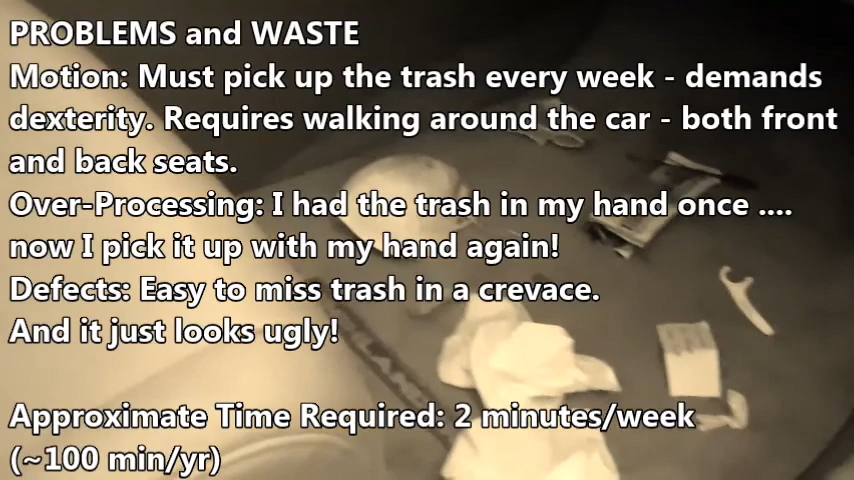 PROBLEMS and WASTE
Motion: Must pick up the trash every week - demands
dexterity. Requires walking around the car - both front
and back seats.
Over-Processing: I had the trash in my hand once ....
now I pick it up with my hand again!
Defects: Easy to miss trash in a crevace.
And it just looks ugly!
Approximate Time Required: 2 minutes/week
(~100 min/yr)